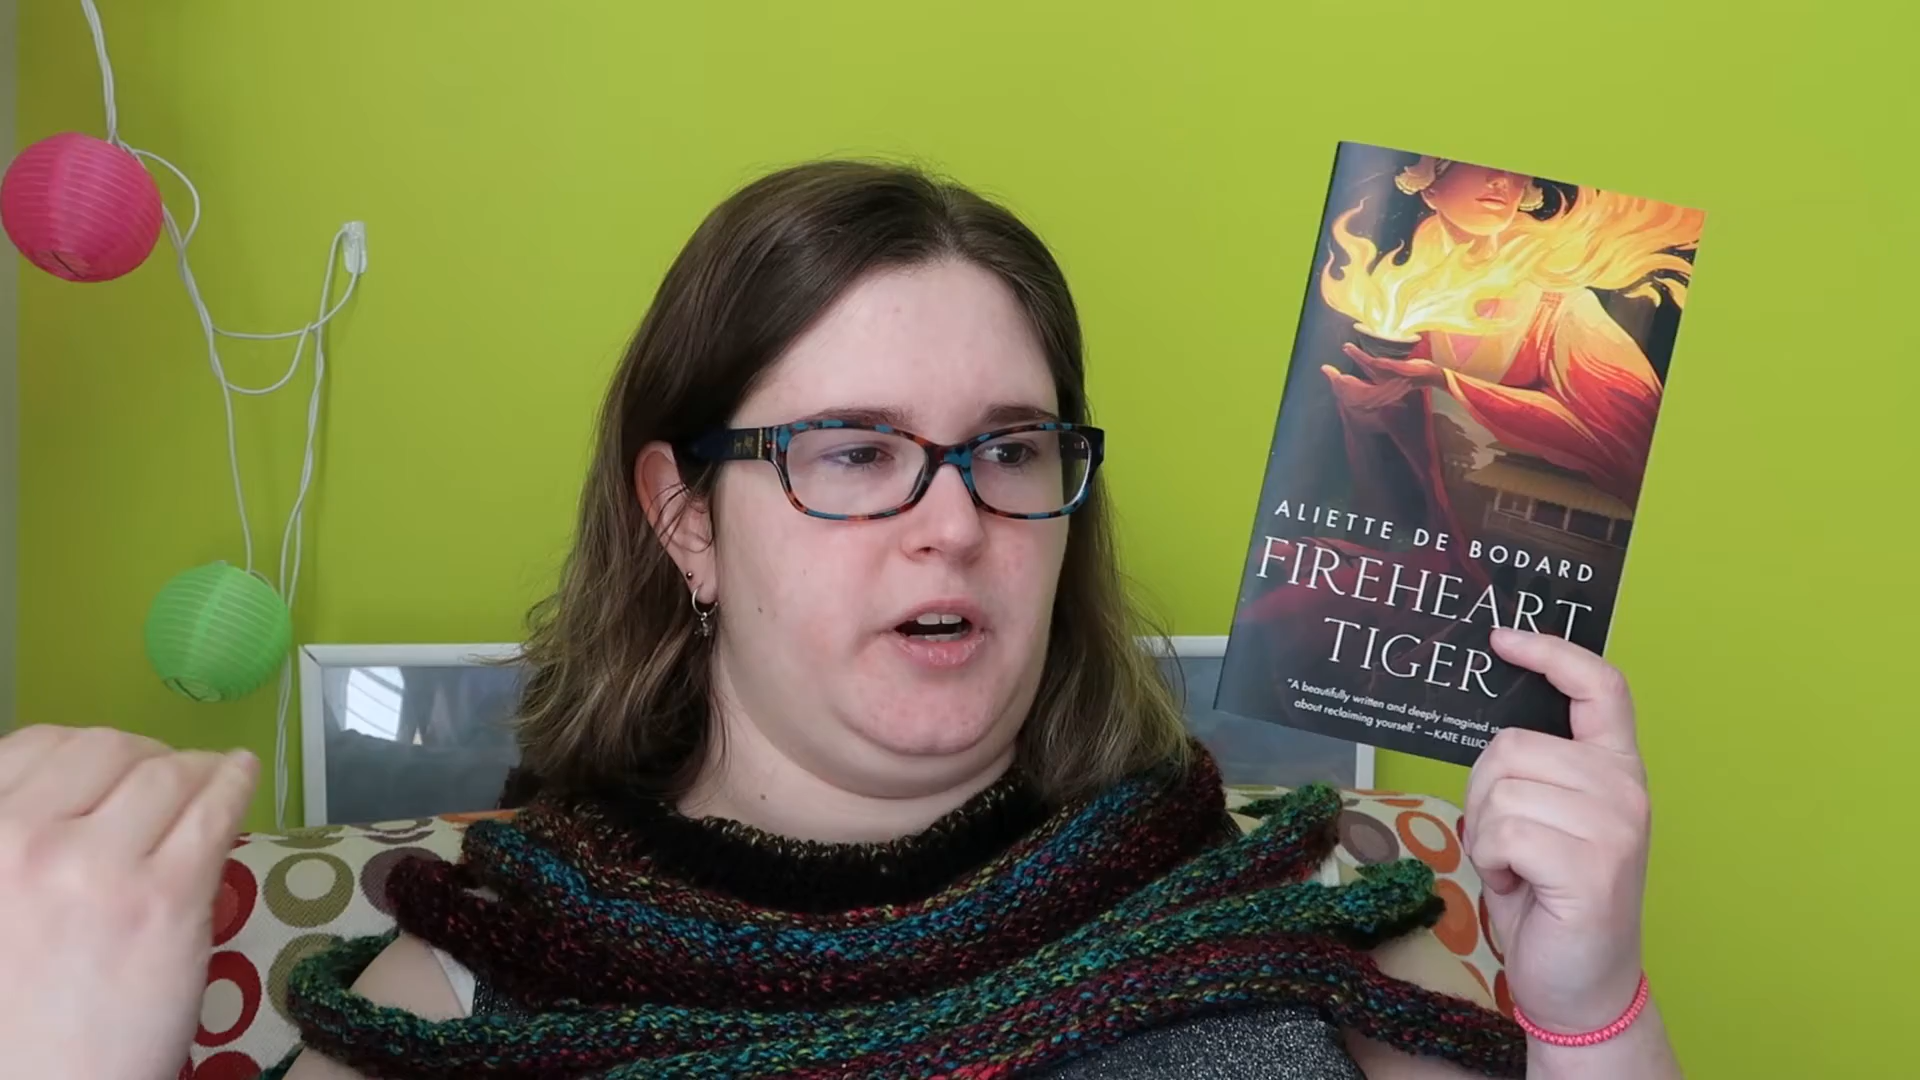 ALIETTE DE BODARD
FIREHEART
TIGER
"A beautifully written and deeply imagined
about reclaiming yourself." —KATE